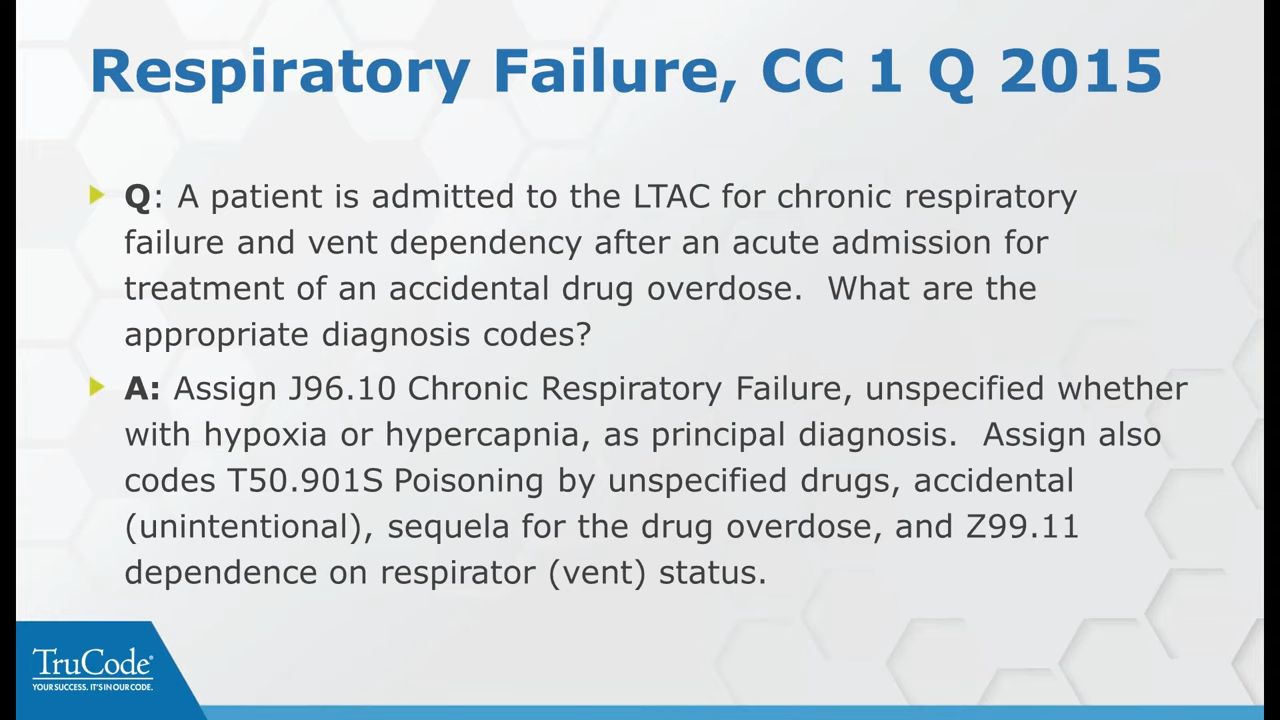 Respiratory Failure, CC 1 Q 2015
Q: A patient is admitted to the LTAC for chronic respiratory
failure and vent dependency after an acute admission for
treatment of an accidental drug overdose.  What are the
appropriate diagnosis codes?
A: Assign J96.10 Chronic Respiratory Failure, unspecified whether
with hypoxia or hypercapnia, as principal diagnosis.  Assign also
codes T50.901S Poisoning by unspecified drugs, accidental
(unintentional), sequela for the drug overdose, and Z99.11
dependence on respirator (vent) status.
TruCode®
YOUR SUCCESS. IT'S IN OUR CODE.